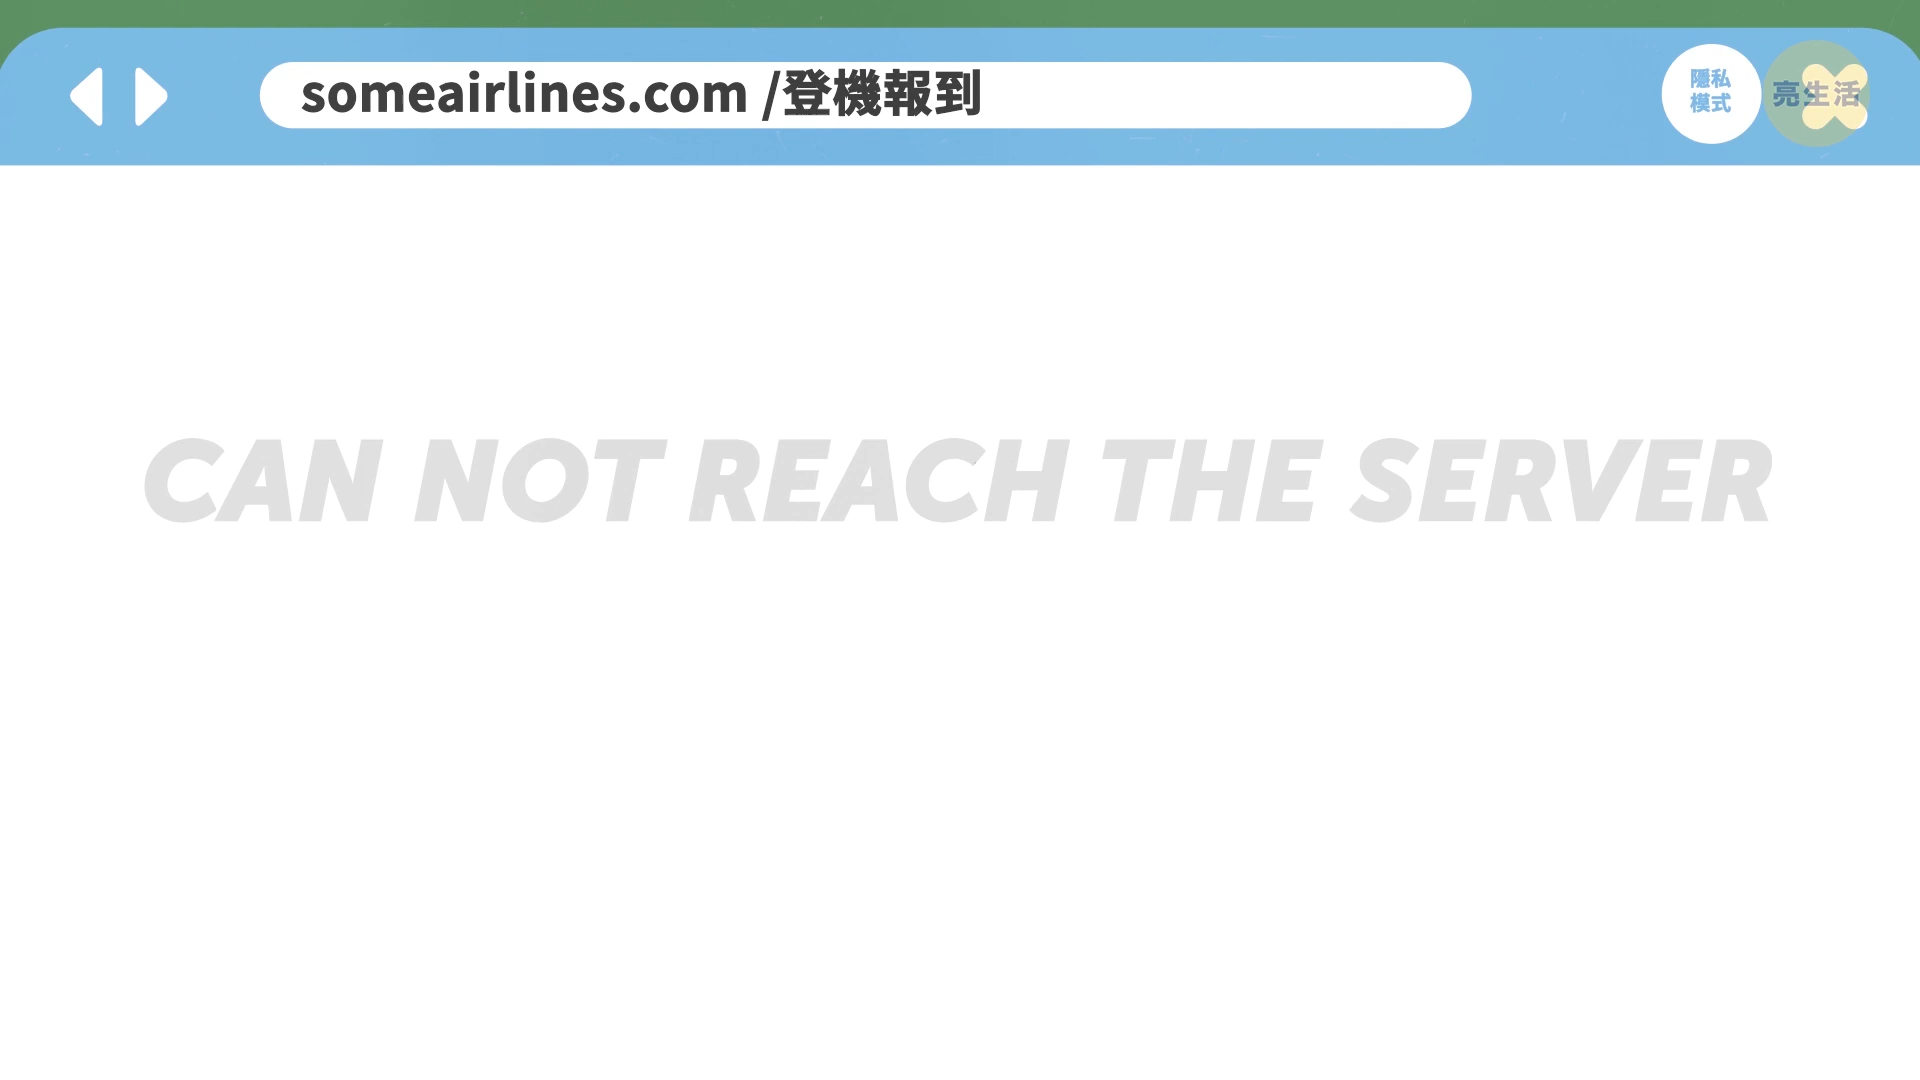 someairlines.com /登機報到
隱私
模式
亮生活
CAN NOT REACH THE SERVER